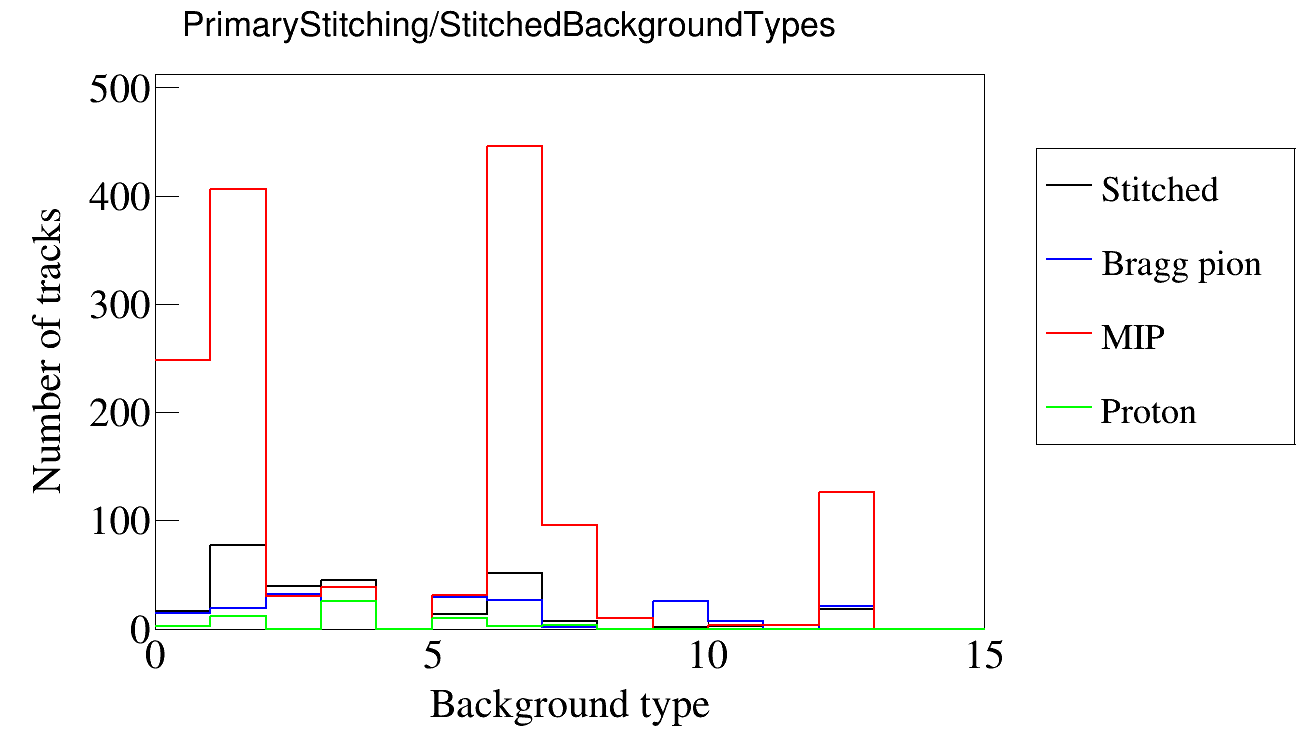 PrimaryStitching/StitchedBackgroundTypes
500
400
300
200
100
0
Number of tracks
0 5 10 15
Background type
Stitched
Bragg pion
MIP
Proton